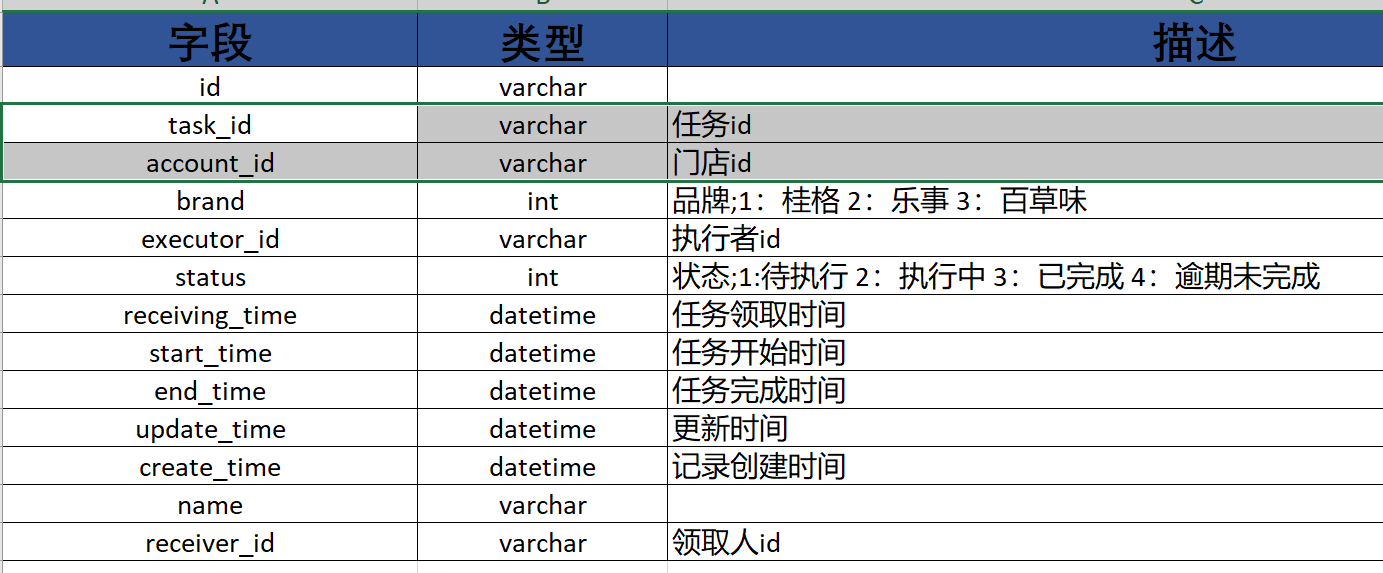 字段 类型 描述
id varchar
task_id varchar 任务id
account_id varchar 门店id
brand int 品牌;1：桂格 2：乐事 3：百草味
executor_id varchar 执行者id
status int 状态;1:待执行 2：执行中 3：已完成 4：逾期未完成
receiving_time datetime 任务领取时间
start_time datetime 任务开始时间
end_time datetime 任务完成时间
update_time datetime 更新时间
create_time datetime 记录创建时间
name varchar
receiver_id varchar 领取人id